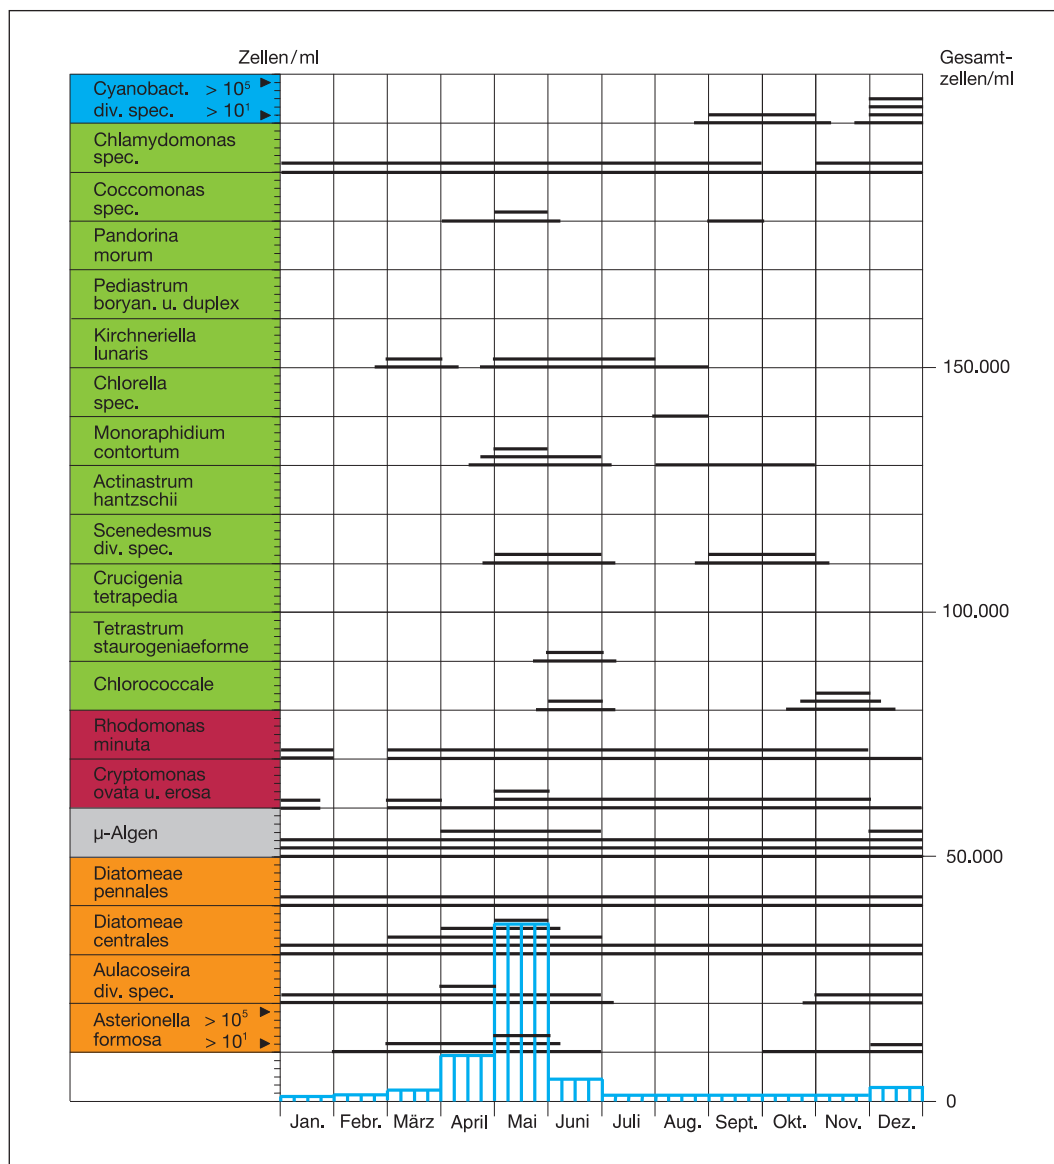 Zellen/ml
Gesamt-
zellen/ml
Cyanobact. > 10⁵
div. spec. > 10¹
Chlamydomonas
spec.
Coccomonas
spec.
Pandorina
morum
Pediastrum
boryan. u. duplex
Kirchneriella
lunaris
150.000
Chlorella
spec.
Monoraphidium
contortum
Actinastrum
hantzschii
Scenedesmus
div. spec.
Crucigenia
tetrapedia
100.000
Tetrastrum
staurogeniaeforme
Chlorococcale
Rhodomonas
minuta
Cryptomonas
ovata u. erosa
µ-Algen
50.000
Diatomeae
pennales
Diatomeae
centrales
Aulacoseira
div. spec.
Asterionella > 10⁵
formosa > 10¹
0
Jan. Febr. März April Mai Juni Juli Aug. Sept. Okt. Nov. Dez.